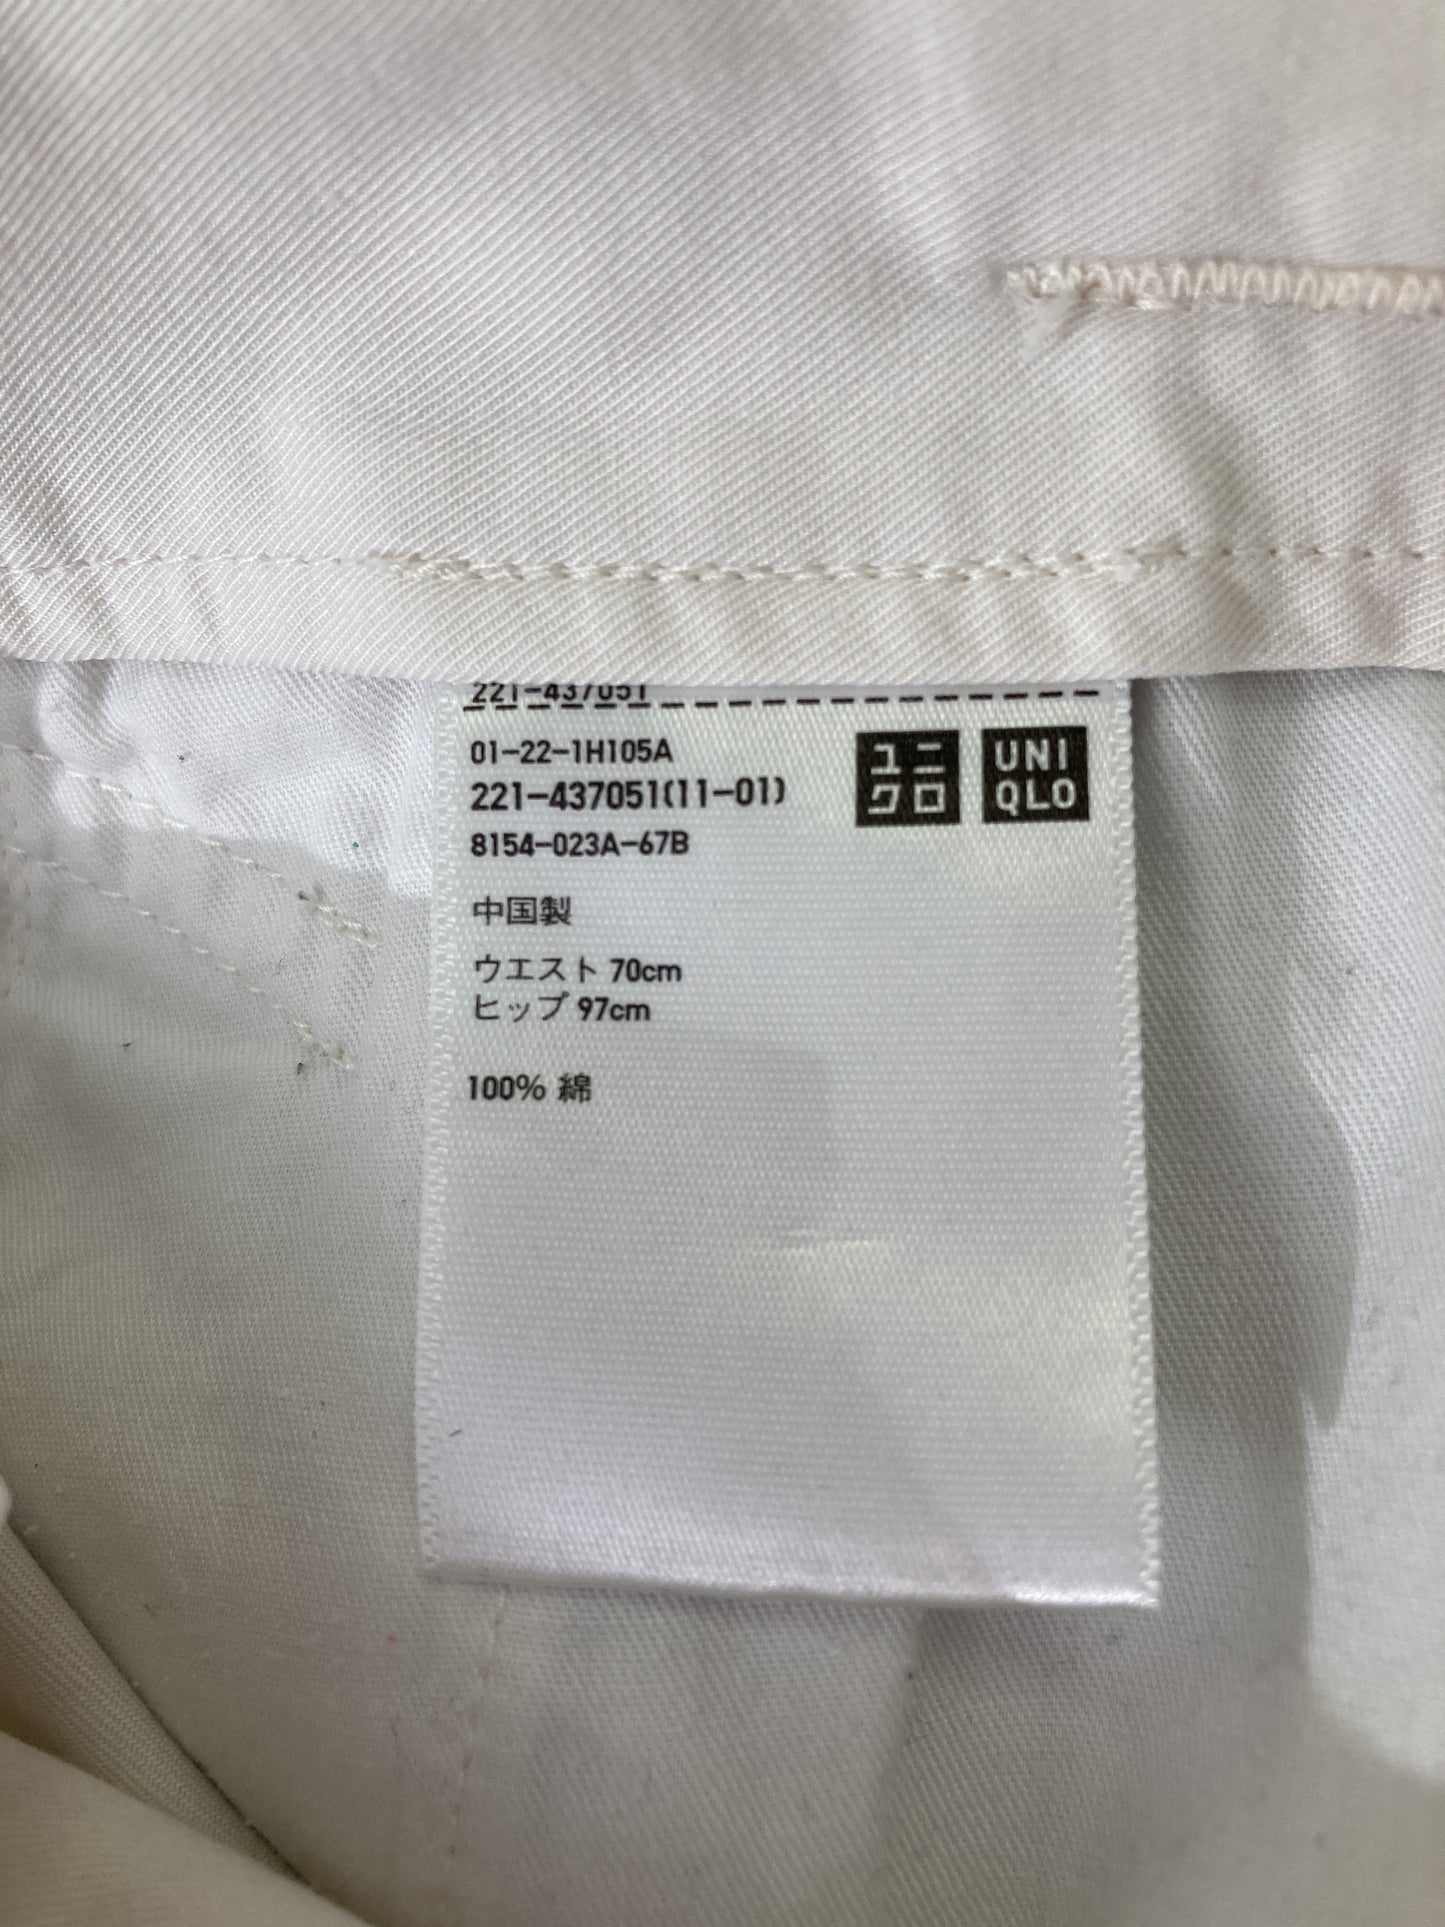 221-437051
01-22-1H105A
221-437051(11-01)
8154-023A-67B
ユニ
クロ
UNI
QLO
中国製
ウエスト 70cm
ヒップ 97cm
100% 綿